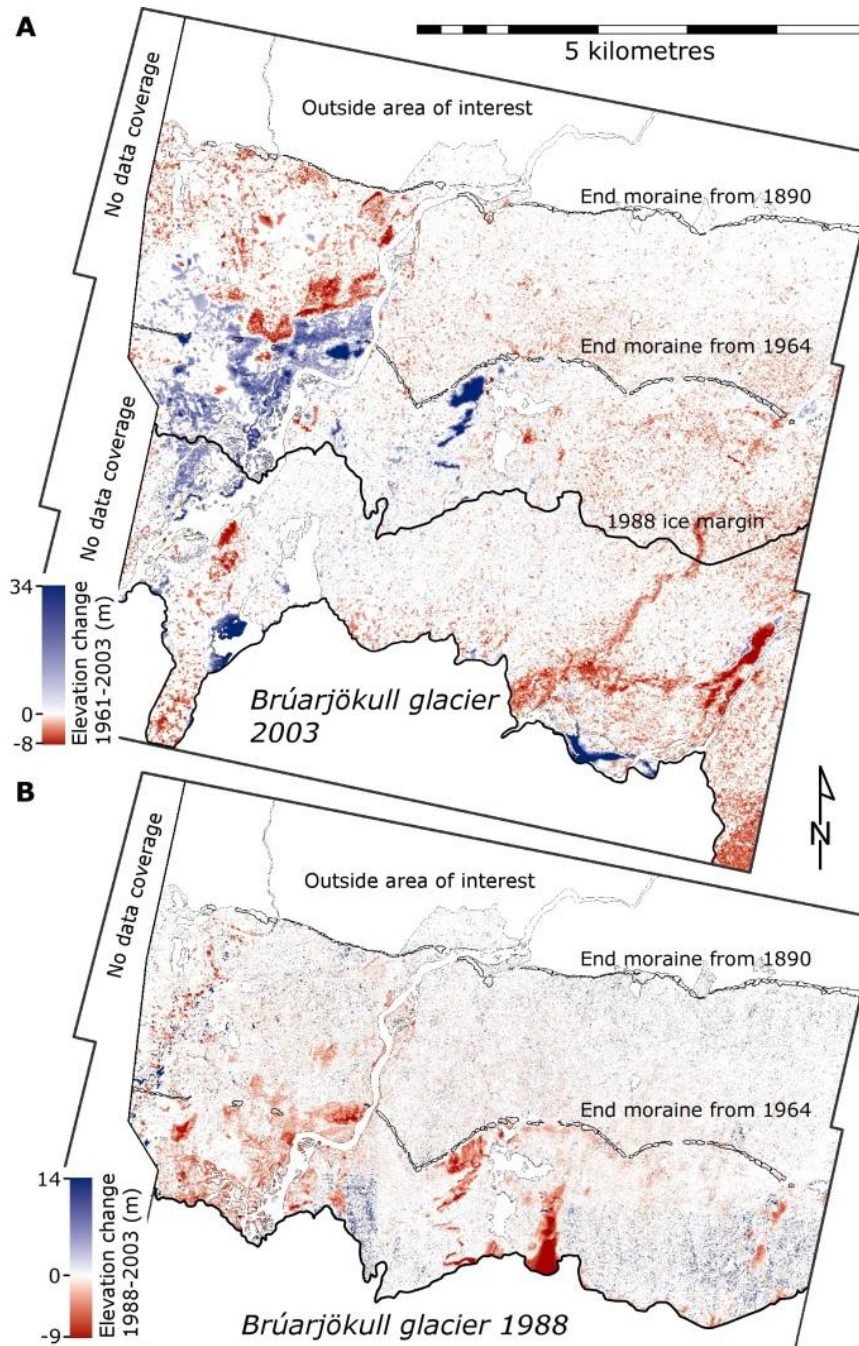 A
5 kilometres
Outside area of interest
No data coverage
End moraine from 1890
End moraine from 1964
No data coverage
1988 ice margin
34
0
-8
Elevation change
1961-2003 (m)
Brúarjökull glacier
2003
N
B
No data coverage
Outside area of interest
End moraine from 1890
End moraine from 1964
14
0
-9
Elevation change
1988-2003 (m)
Brúarjökull glacier 1988